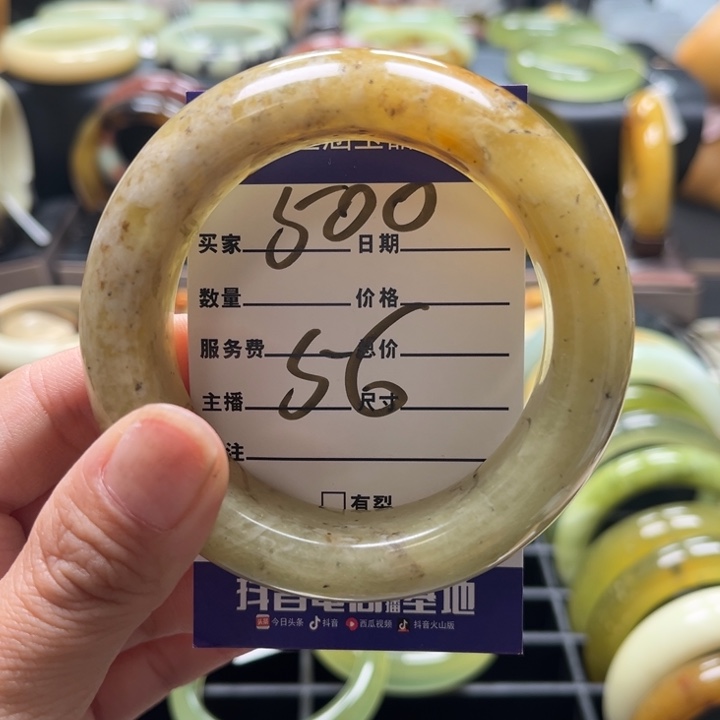 500
买家 日期
数量 价格
服务费 总价
56
主播 尺寸
注
有裂
抖音电商直播基地
今日头条 抖音 西瓜视频 抖音火山版